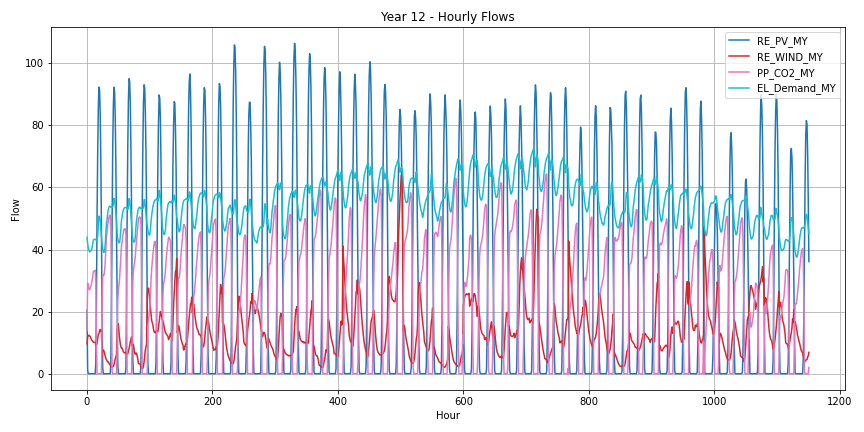 Year 12 - Hourly Flows
RE_PV_MY
RE_WIND_MY
PP_CO2_MY
EL_Demand_MY
Flow
100
80
60
40
20
0
0 200 400 600 800 1000 1200
Hour